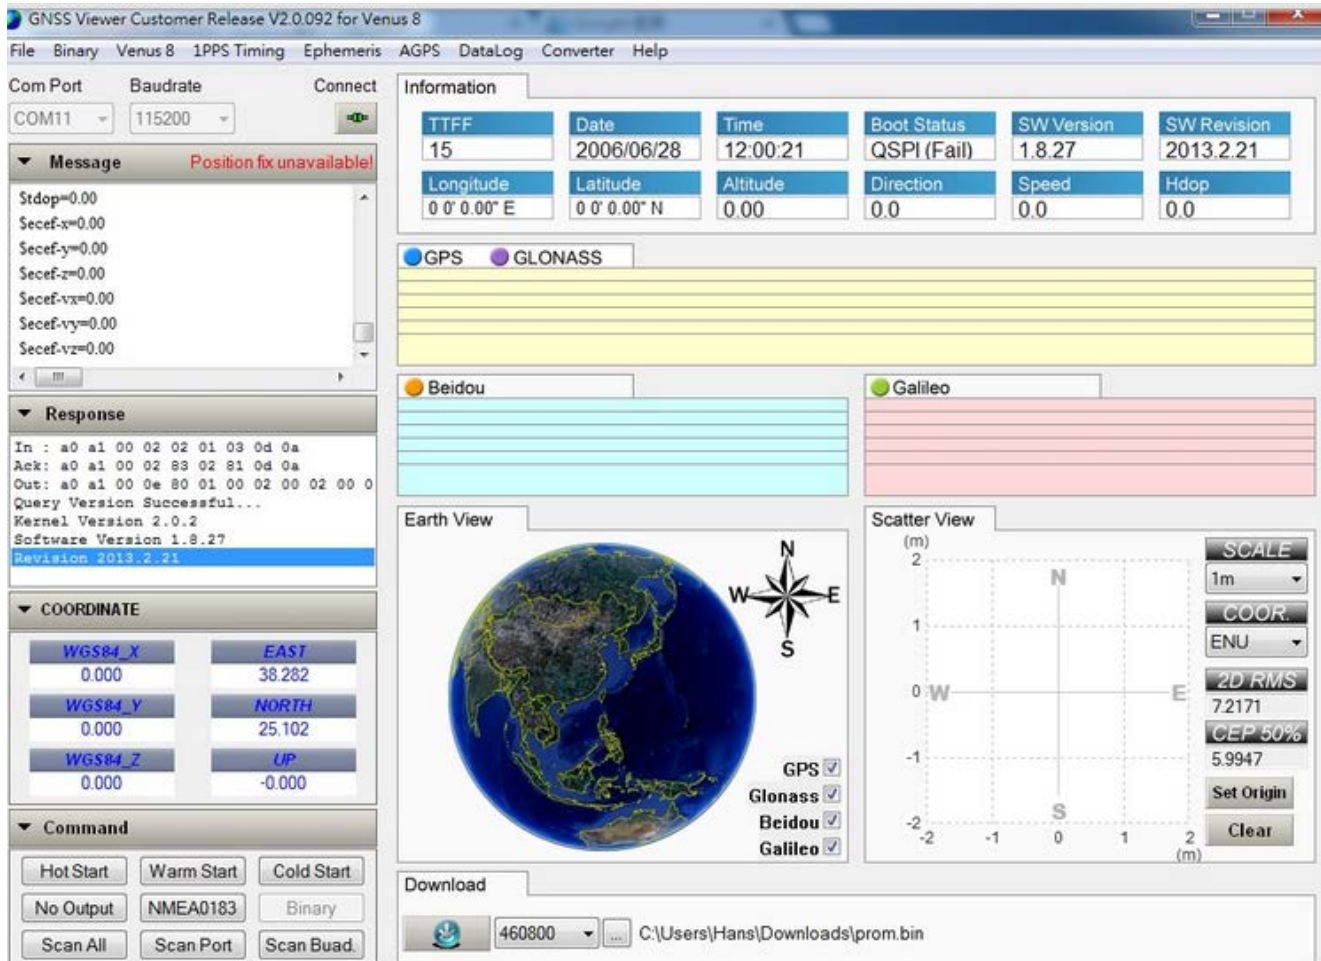 GNSS Viewer Customer Release V2.0.092 for Venus 8
File Binary Venus 8 1PPS Timing Ephemeris AGPS DataLog Converter Help
Com Port Baudrate Connect
COM11 115200
Message Position fix unavailable!
$tdop=0.00
$ecef-x=0.00
$ecef-y=0.00
$ecef-z=0.00
$ecef-vx=0.00
$ecef-vy=0.00
$ecef-vz=0.00
Response
In : a0 a1 00 02 02 01 03 0d 0a
Ack: a0 a1 00 02 83 02 81 0d 0a
Out: a0 a1 00 0e 80 01 00 02 00 02 00 0
Query Version Successful...
Kernel Version 2.0.2
Software Version 1.8.27
Revision 2013.2.21
COORDINATE
WGS84_X EAST
0.000 38.282
WGS84_Y NORTH
0.000 25.102
WGS84_Z UP
0.000 -0.000
Command
Hot Start Warm Start Cold Start
No Output NMEA0183 Binary
Scan All Scan Port Scan Buad.
Information
TTFF Date Time Boot Status SW Version SW Revision
15 2006/06/28 12:00:21 QSPI (Fail) 1.8.27 2013.2.21
Longitude Latitude Altitude Direction Speed Hdop
0 0' 0.00" E 0 0' 0.00" N 0.00 0.0 0.0 0.0
GPS GLONASS
Beidou Galileo
Earth View
N
W E
S
GPS
Glonass
Beidou
Galileo
Scatter View
(m)
2
1
0
-1
-2
N
W E
S
-2 -1 0 1 2
(m)
SCALE
1m
COOR.
ENU
2D RMS
7.2171
CEP 50%
5.9947
Set Origin
Clear
Download
460800 ... C:\Users\Hans\Downloads\prom.bin